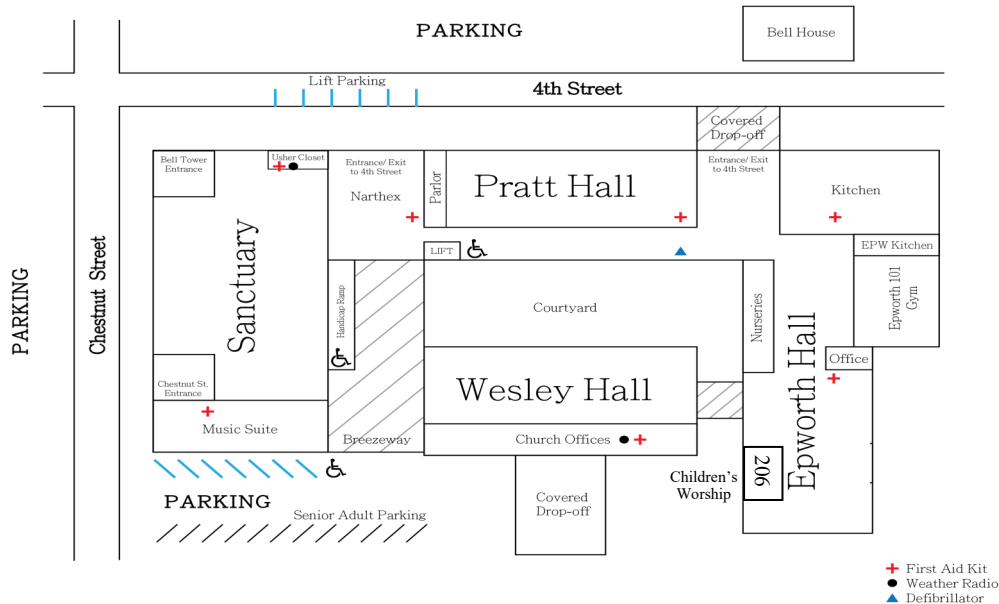 PARKING
Bell House
Lift Parking
4th Street
Covered
Drop-off
Bell Tower
Entrance
Usher Closet
Entrance/ Exit
to 4th Street
Narthex
Parlor
Pratt Hall
Entrance/ Exit
to 4th Street
Kitchen
LIFT
EPW Kitchen
PARKING
Chestnut Street
Sanctuary
Handicap Ramp
Courtyard
Nurseries
Epworth Hall
Epworth 101
Gym
Office
Chestnut St.
Entrance
Wesley Hall
Music Suite
Breezeway
Church Offices
Children's
Worship
206
PARKING
Senior Adult Parking
Covered
Drop-off
First Aid Kit
Weather Radio
Defibrillator